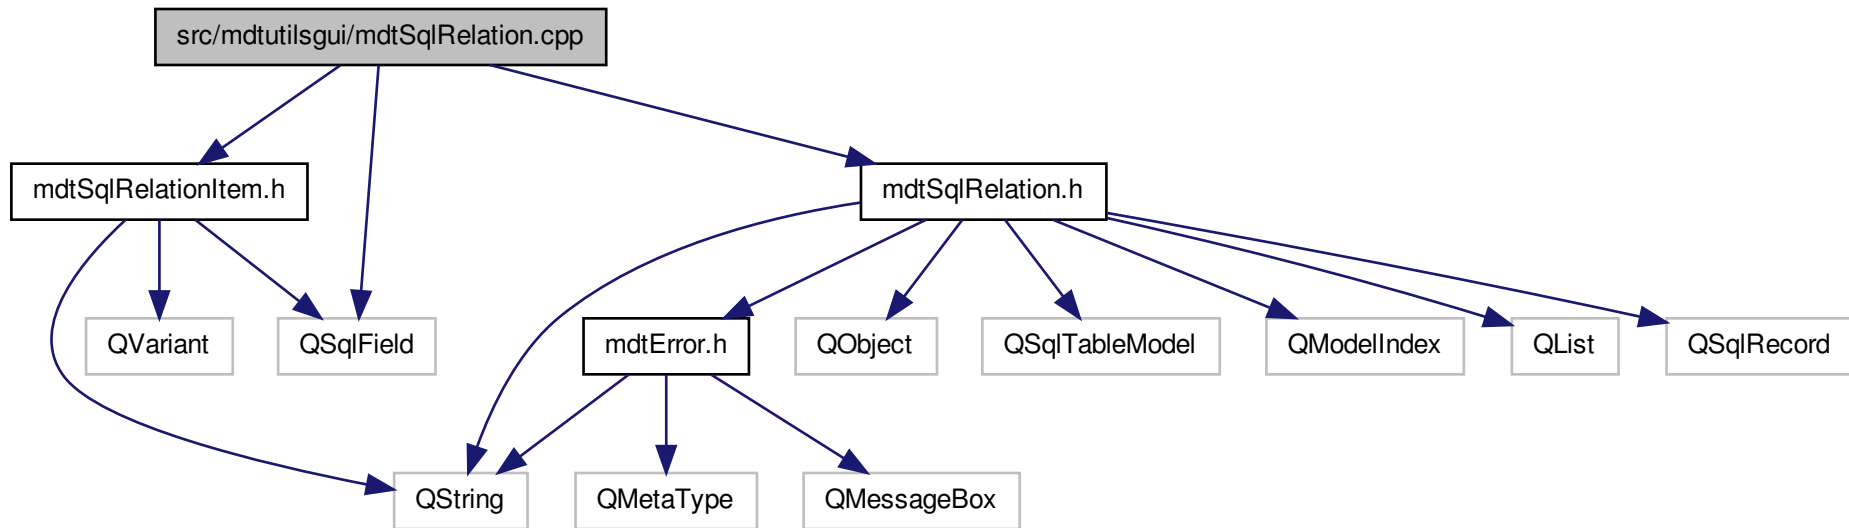 src/mdtutilsgui/mdtSqlRelation.cpp
mdtSqlRelationItem.h
mdtSqlRelation.h
QVariant
QSqlField
mdtError.h
QObject
QSqlTableModel
QModelIndex
QList
QSqlRecord
QString
QMetaType
QMessageBox